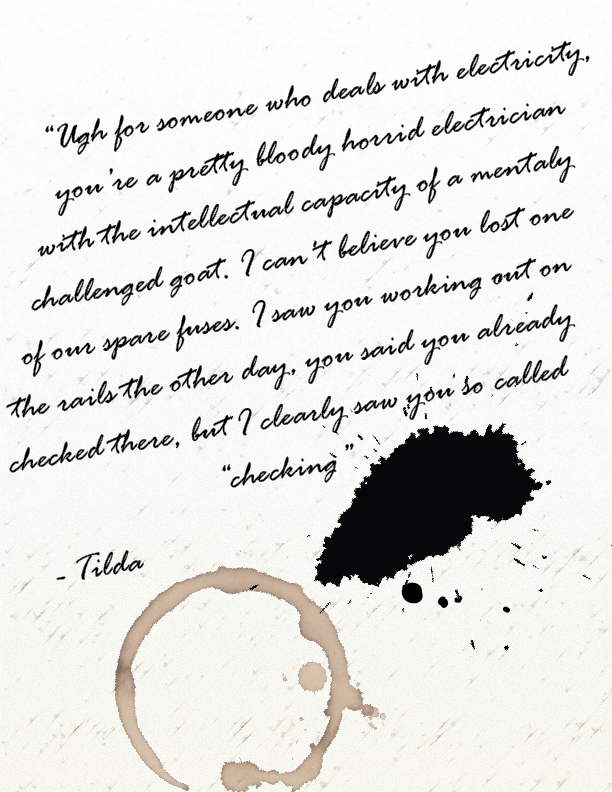 “Ugh for someone who deals with electricity,
you're a pretty bloody horrid electrician
with the intellectual capacity of a mentaly
challenged goat. I can't believe you lost one
of our spare fuses. I saw you working out on
the rails the other day, you said you already
checked there, but I clearly saw you so called
“checking”
- Tilda